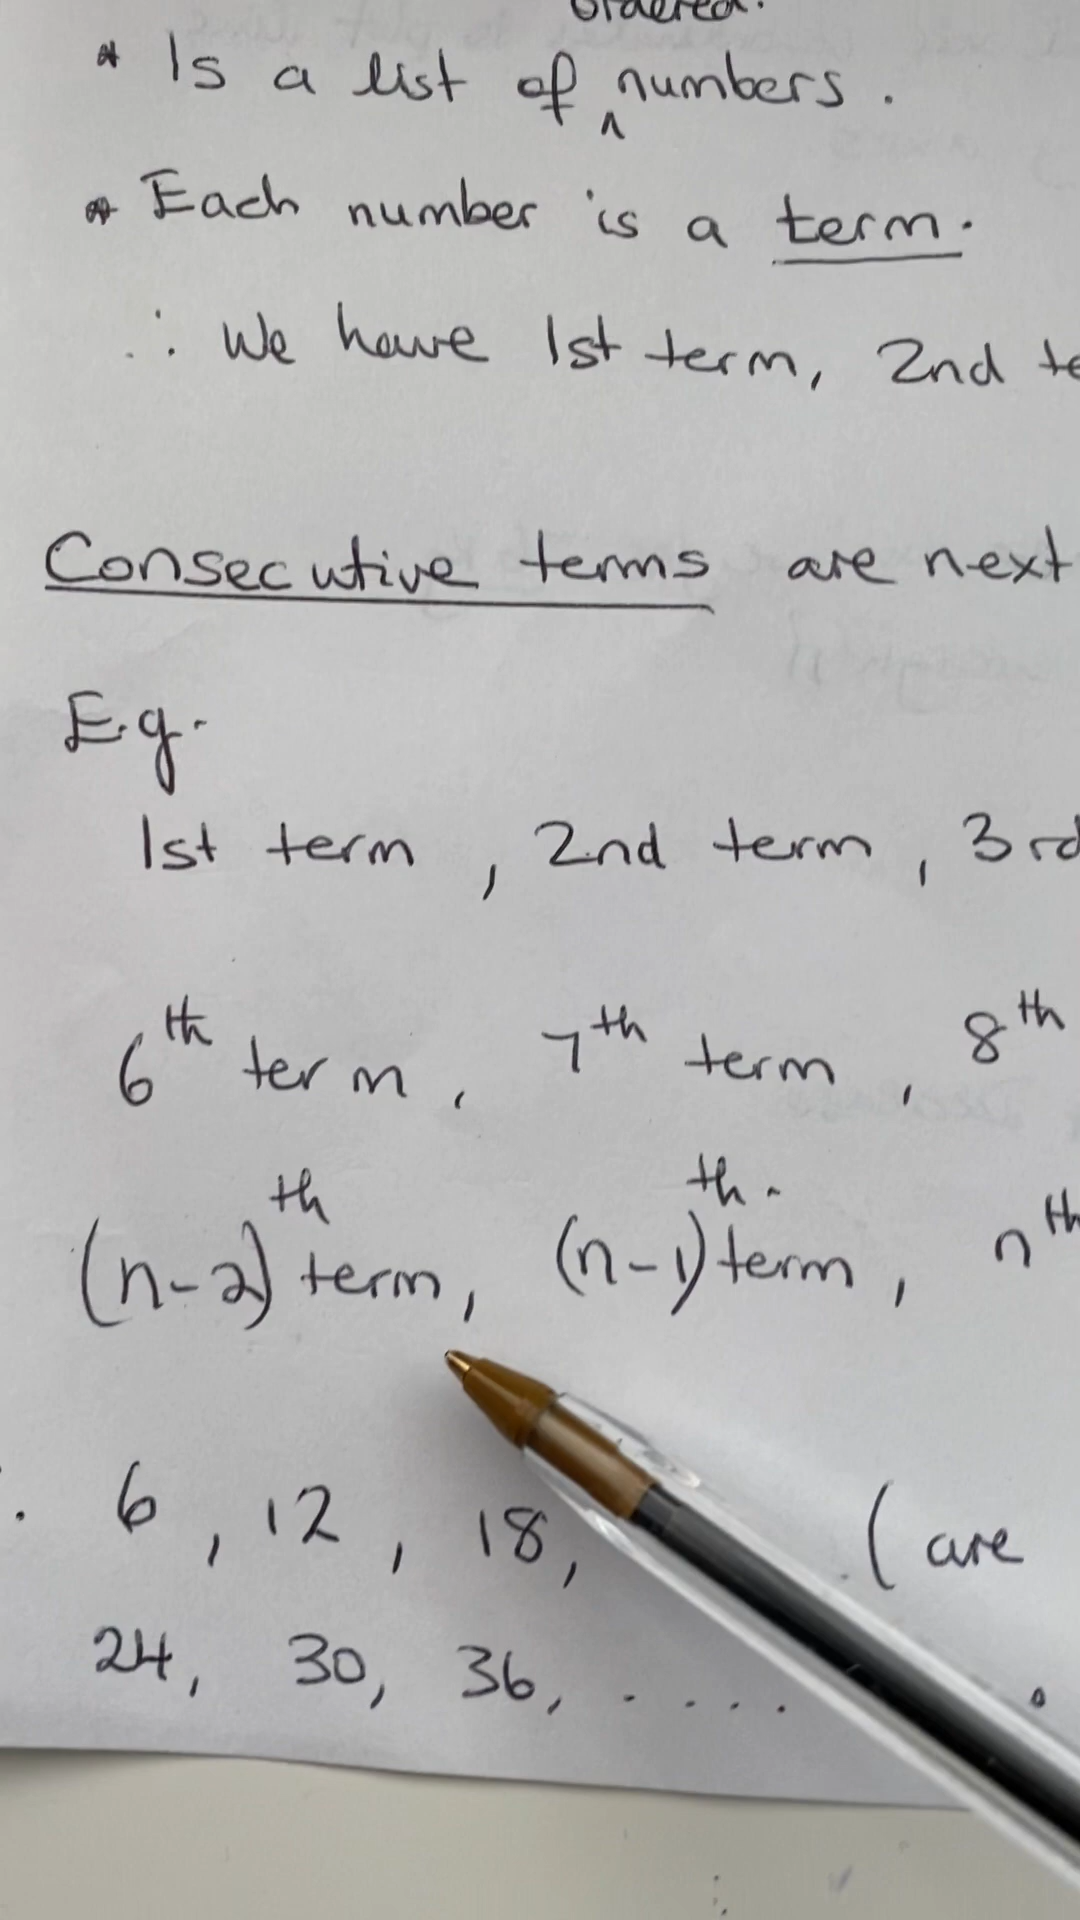 ordered.
* Is a list of ^ numbers.
* Each number is a term.
∴ We have 1st term, 2nd te
Consecutive terms are next
E.g.
1st term, 2nd term, 3rd
6th term, 7th term, 8th
(n-2)th term, (n-1)th term, nth
. 6, 12, 18, (are
24, 30, 36, .....